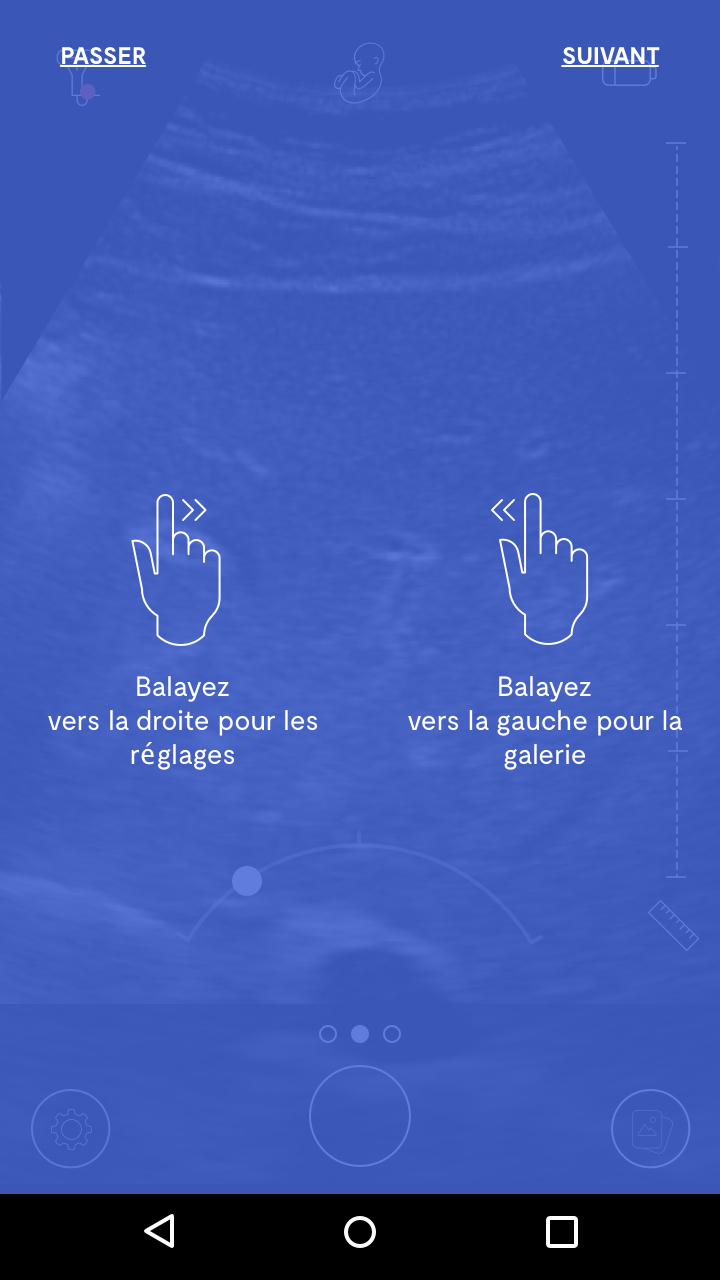 PASSER
SUIVANT
Balayez
vers la droite pour les
réglages
Balayez
vers la gauche pour la
galerie